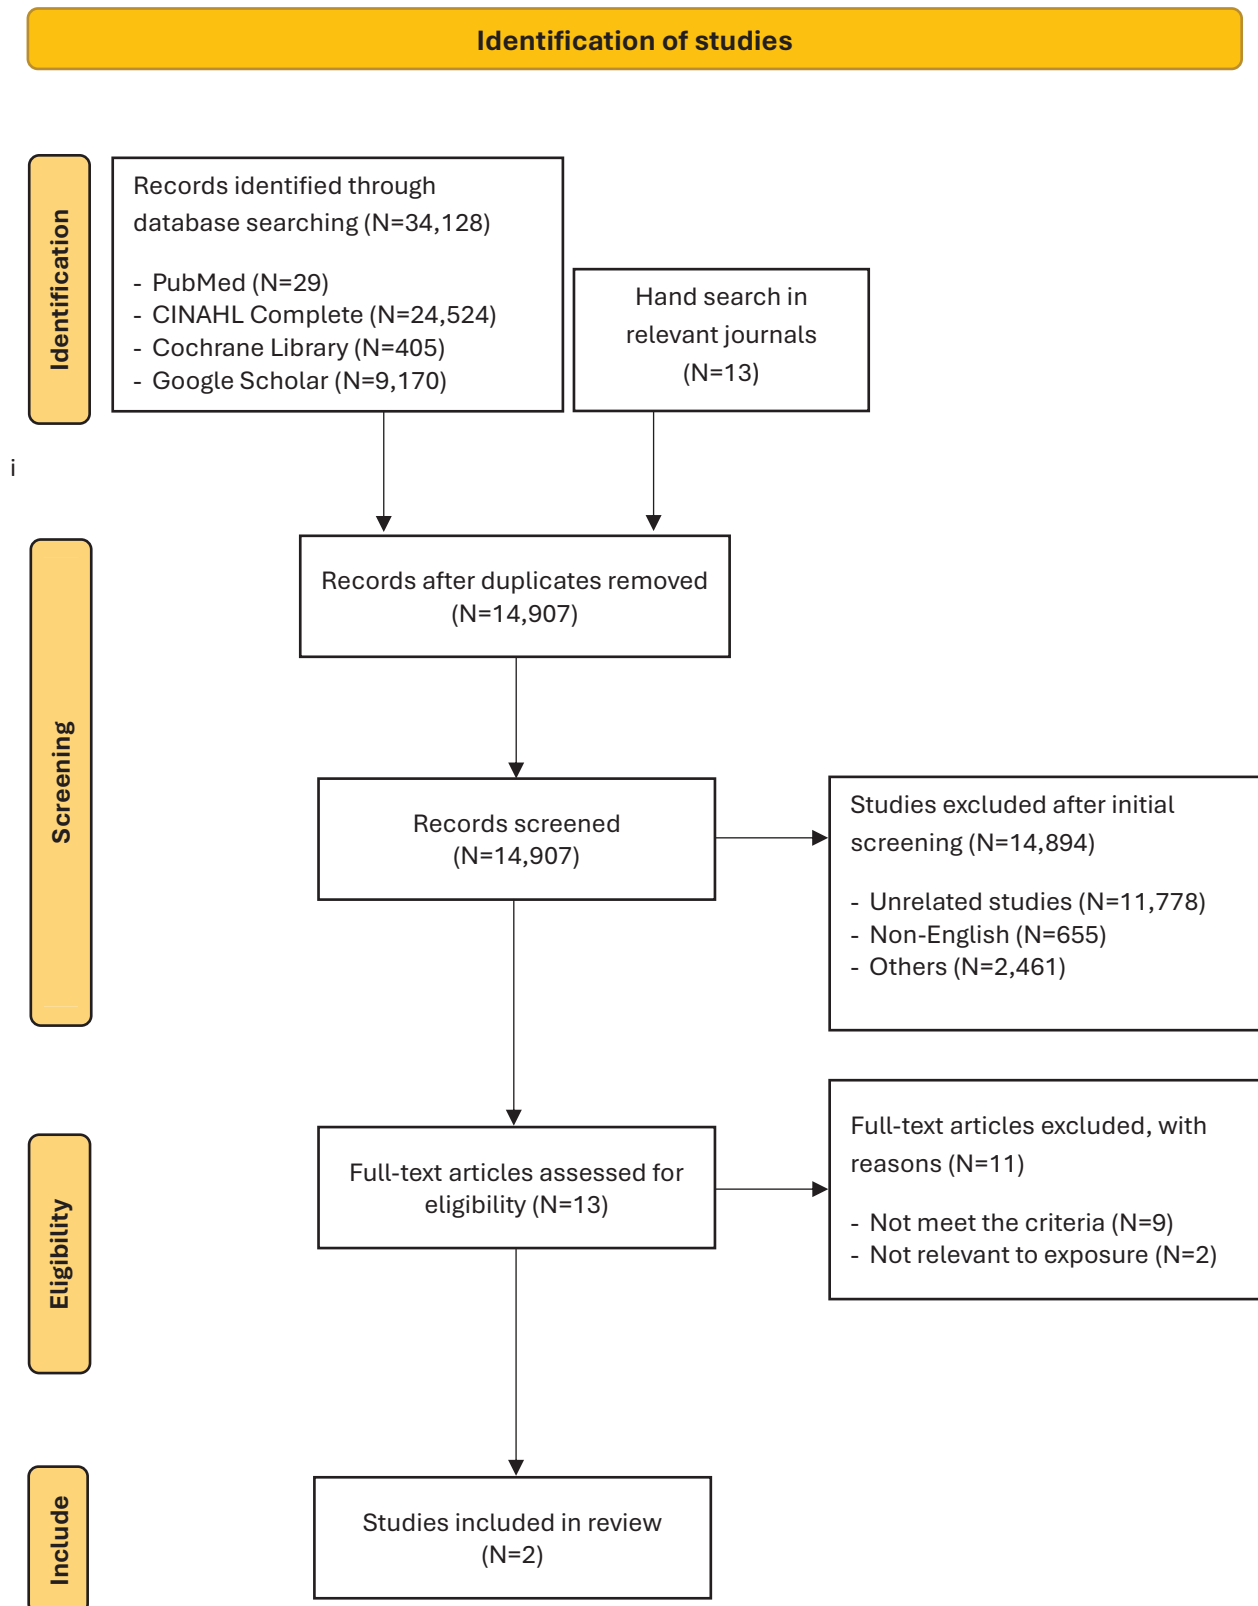 Identification of studies
Identification
Records identified through
database searching (N=34,128)
- PubMed (N=29)
- CINAHL Complete (N=24,524)
- Cochrane Library (N=405)
- Google Scholar (N=9,170)
Hand search in
relevant journals
(N=13)
i
Screening
Records after duplicates removed
(N=14,907)
Records screened
(N=14,907)
Studies excluded after initial
screening (N=14,894)
- Unrelated studies (N=11,778)
- Non-English (N=655)
- Others (N=2,461)
Eligibility
Full-text articles assessed for
eligibility (N=13)
Full-text articles excluded, with
reasons (N=11)
- Not meet the criteria (N=9)
- Not relevant to exposure (N=2)
Include
Studies included in review
(N=2)